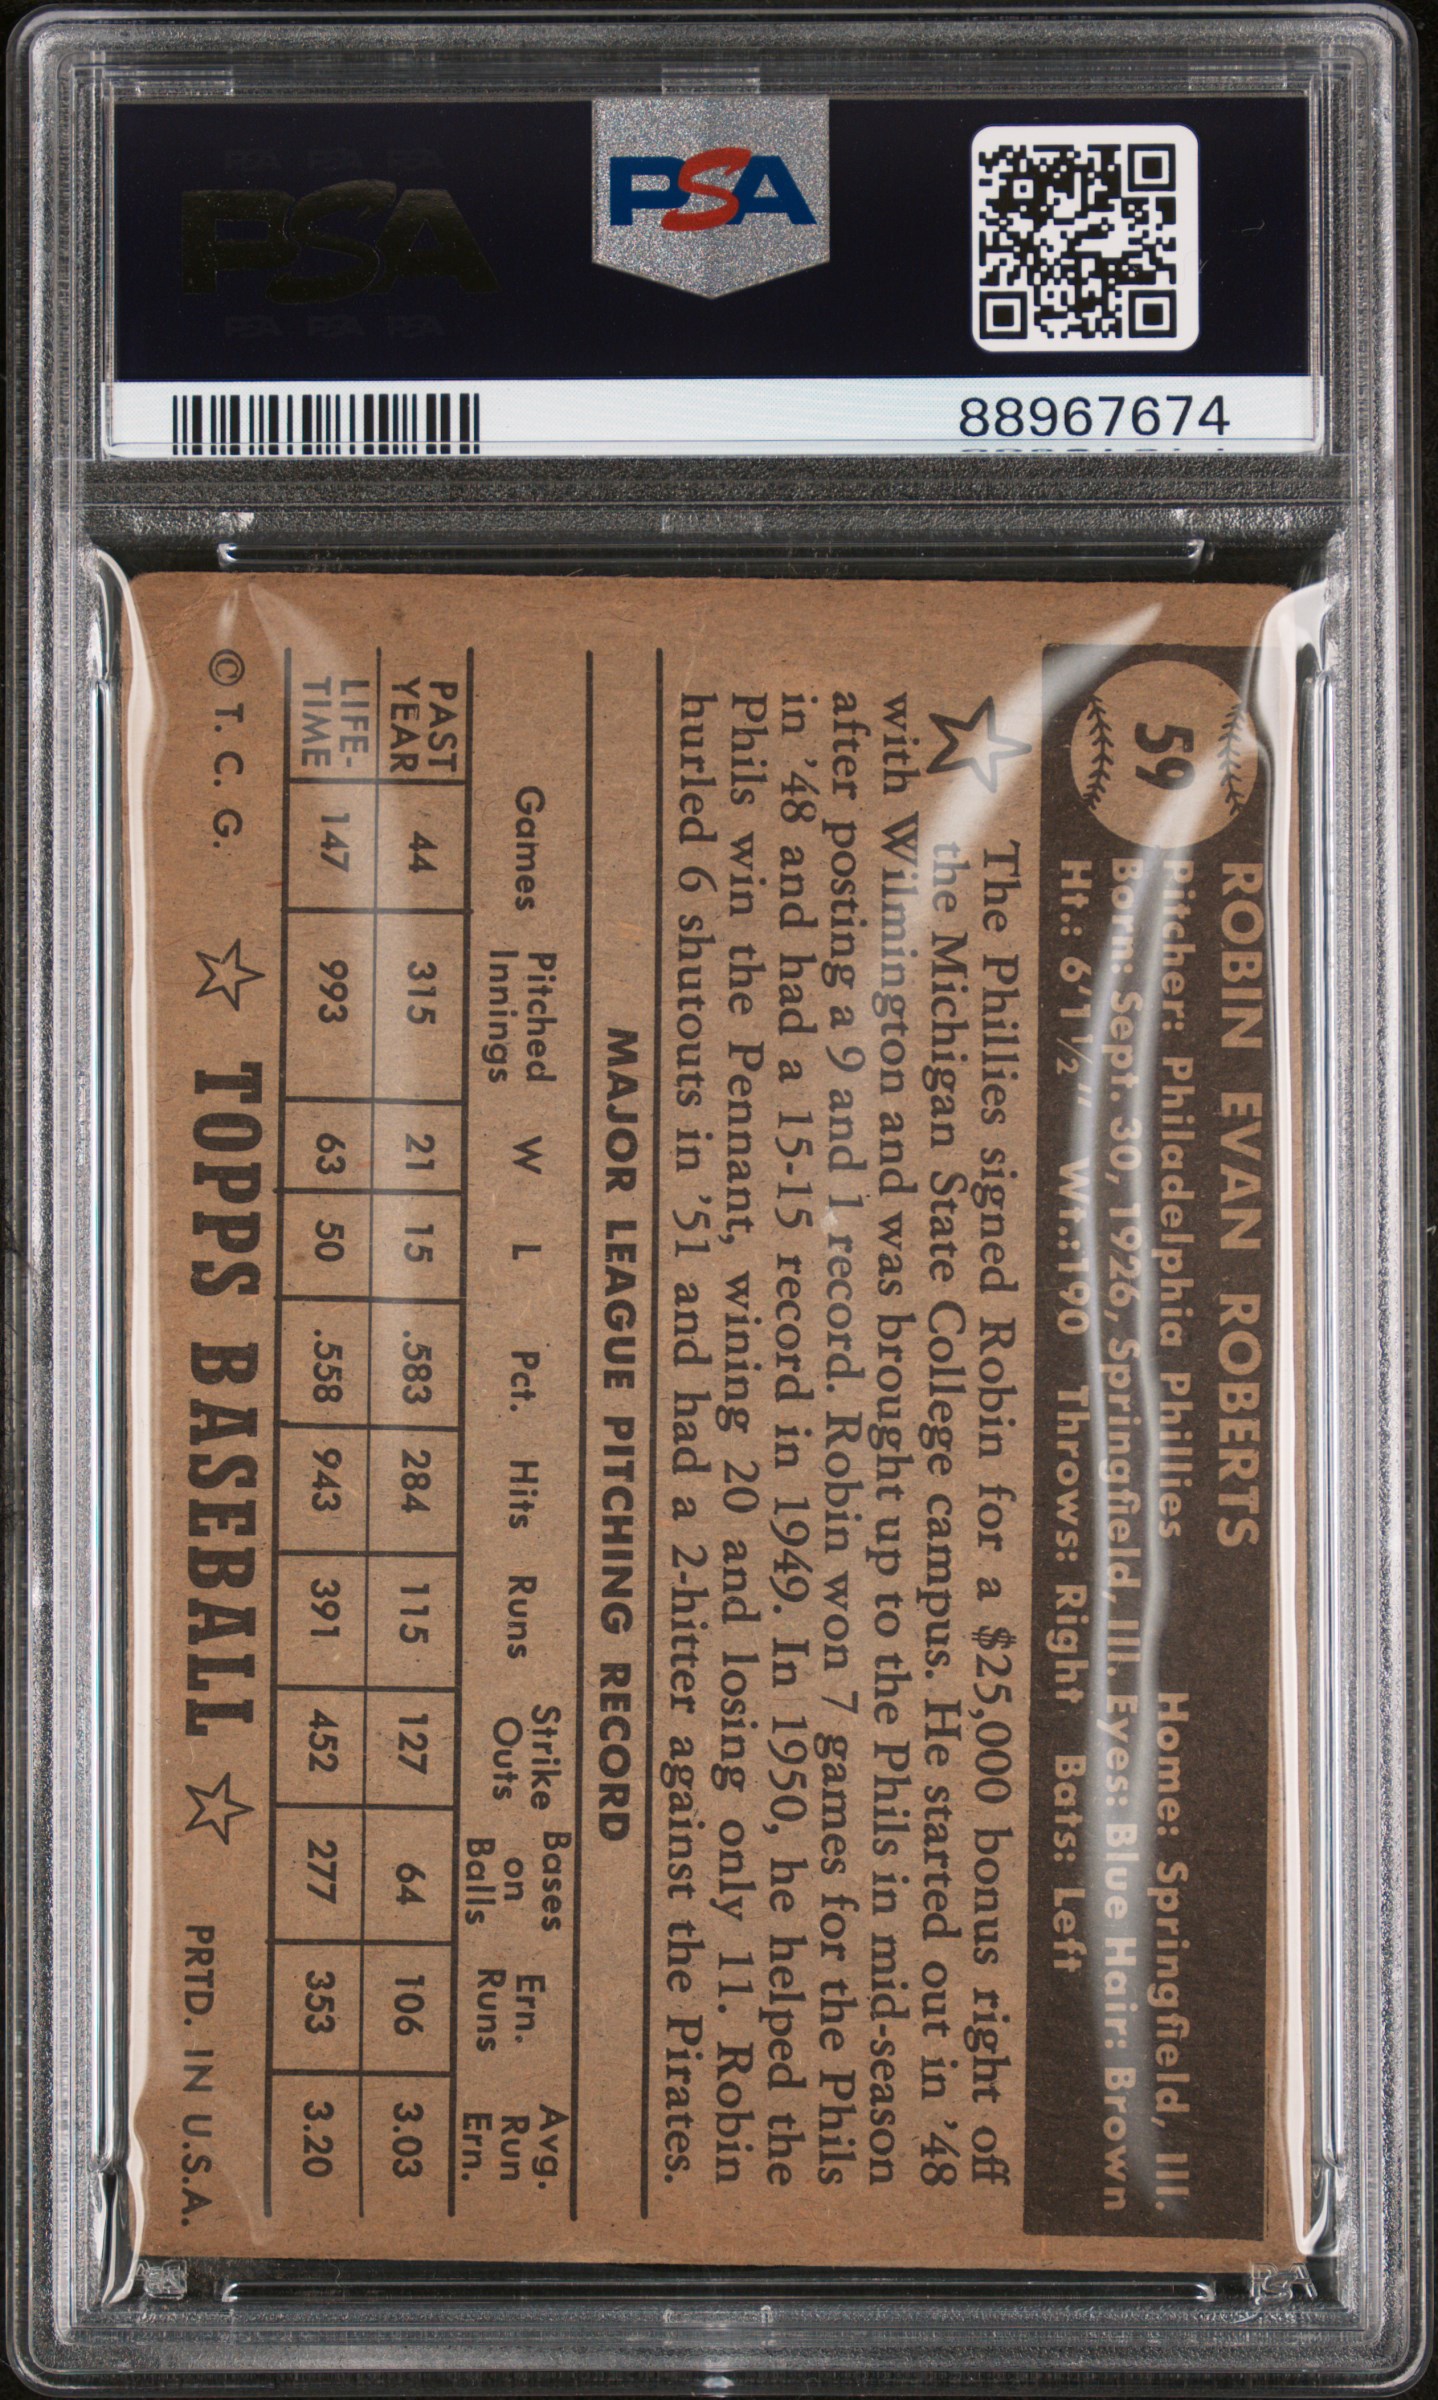 PSA PSA PSA
PSA
PSA PSA PSA
PSA
88967674
59
ROBIN EVAN ROBERTS
Pitcher: Philadelphia Phillies Home: Springfield, Ill.
Born: Sept. 30, 1926, Springfield, Ill. Eyes: Blue Hair: Brown
Ht.: 6'1½" Wt.:190 Throws: Right Bats: Left
The Phillies signed Robin for a $25,000 bonus right off
the Michigan State College campus. He started out in '48
with Wilmington and was brought up to the Phils in mid-season
after posting a 9 and 1 record. Robin won 7 games for the Phils
in '48 and had a 15-15 record in 1949. In 1950, he helped the
Phils win the Pennant, wining 20 and losing only 11. Robin
hurled 6 shutouts in '51 and had a 2-hitter against the Pirates.
MAJOR LEAGUE PITCHING RECORD
Games Pitched Innings W L Pct. Hits Runs Strike Outs Bases on Balls Ern. Runs Avg. Run Ern.
PAST YEAR 44 315 21 15 .583 284 115 127 64 106 3.03
LIFE-TIME 147 993 63 50 .558 943 391 452 277 353 3.20
© T. C. G. TOPPS BASEBALL PRTD. IN U.S.A.
PSA